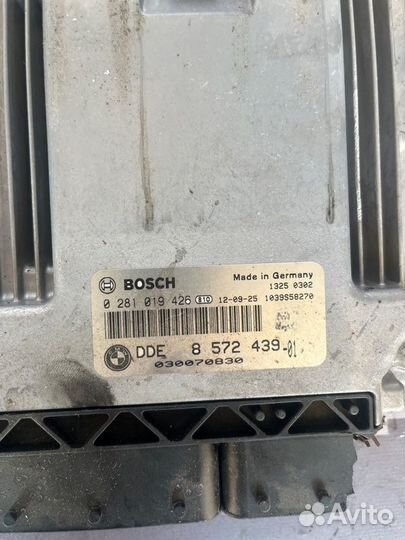 BOSCH
Made in Germany
1325 0302
0 281 019 426 810 12-09-25 1039S58270
DDE 8 572 439-01
030070830
Avito